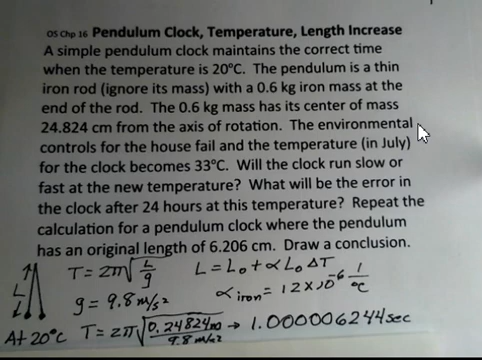 OS Chp 16 Pendulum Clock, Temperature, Length Increase
A simple pendulum clock maintains the correct time
when the temperature is 20°C. The pendulum is a thin
iron rod (ignore its mass) with a 0.6 kg iron mass at the
end of the rod. The 0.6 kg mass has its center of mass
24.824 cm from the axis of rotation. The environmental
controls for the house fail and the temperature (in July)
for the clock becomes 33°C. Will the clock run slow or
fast at the new temperature? What will be the error in
the clock after 24 hours at this temperature? Repeat the
calculation for a pendulum clock where the pendulum
has an original length of 6.206 cm. Draw a conclusion.
L T = 2π√(L/g) L = L₀ + αL₀ΔT
g = 9.8 m/s² α iron = 12 x 10⁻⁶ 1/°C
At 20°C T = 2π√(0.24824m/9.8 m/s²) → 1.000006244 sec